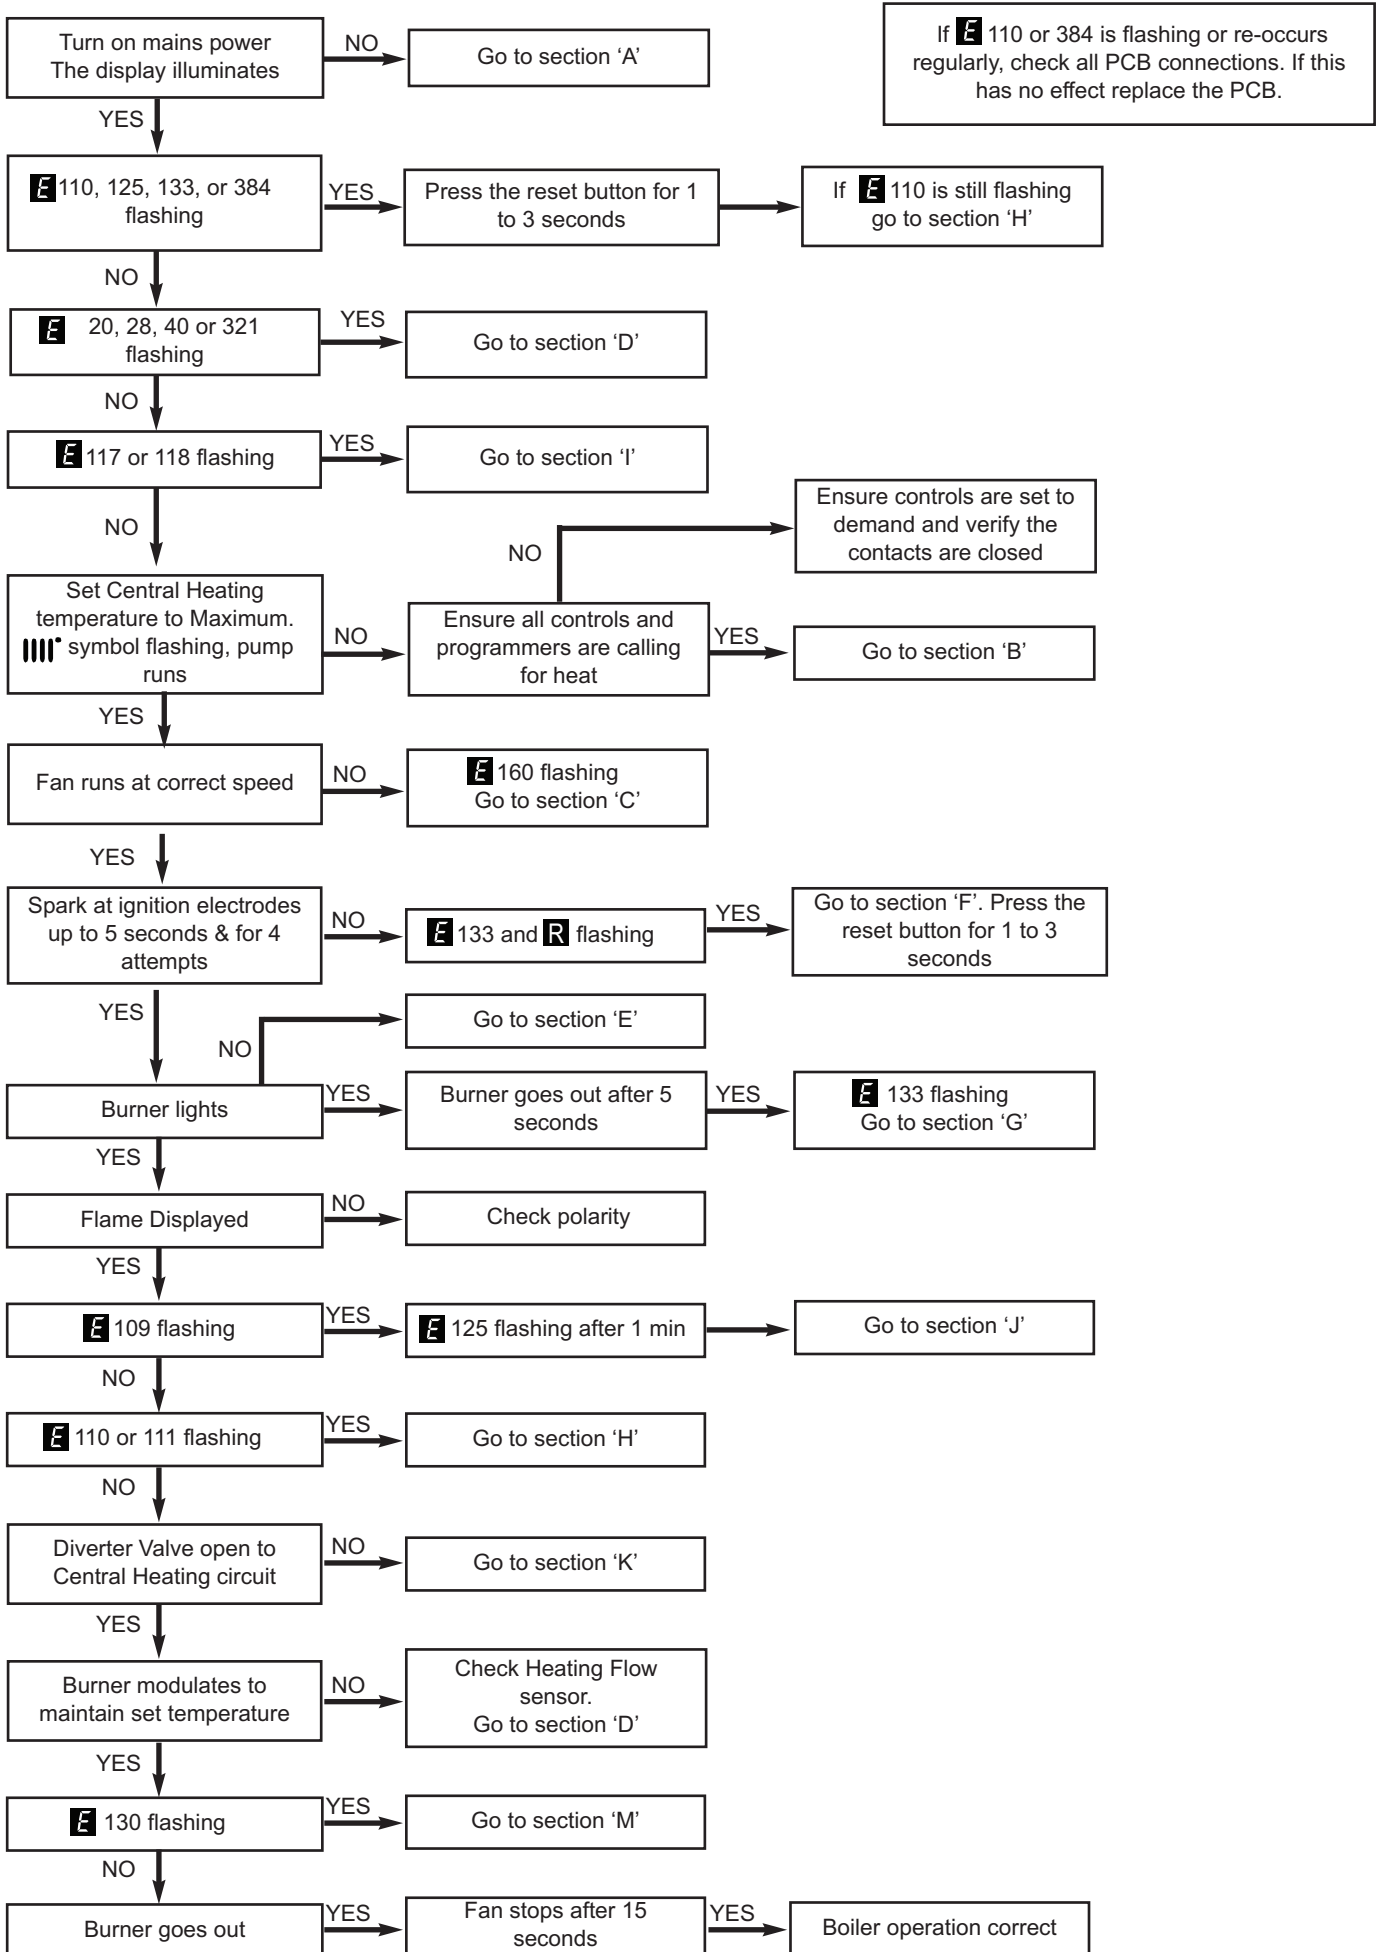 Turn on mains power
The display illuminates
NO
Go to section ‘A’
If E 110 or 384 is flashing or re-occurs
regularly, check all PCB connections. If this
has no effect replace the PCB.
YES
E 110, 125, 133, or 384
flashing
YES
Press the reset button for 1
to 3 seconds
If E 110 is still flashing
go to section ‘H’
NO
E 20, 28, 40 or 321
flashing
YES
Go to section ‘D’
NO
E 117 or 118 flashing
YES
Go to section ‘I’
NO
Set Central Heating
temperature to Maximum.
symbol flashing, pump
runs
NO
Ensure all controls and
programmers are calling
for heat
NO
Ensure controls are set to
demand and verify the
contacts are closed
YES
Go to section ‘B’
YES
Fan runs at correct speed
NO
E 160 flashing
Go to section ‘C’
YES
Spark at ignition electrodes
up to 5 seconds & for 4
attempts
NO
E 133 and R flashing
YES
Go to section ‘F’. Press the
reset button for 1 to 3
seconds
YES
NO
Go to section ‘E’
Burner lights
YES
Burner goes out after 5
seconds
YES
E 133 flashing
Go to section ‘G’
YES
Flame Displayed
NO
Check polarity
YES
E 109 flashing
YES
E 125 flashing after 1 min
Go to section ‘J’
NO
E 110 or 111 flashing
YES
Go to section ‘H’
NO
Diverter Valve open to
Central Heating circuit
NO
Go to section ‘K’
YES
Burner modulates to
maintain set temperature
NO
Check Heating Flow
sensor.
Go to section ‘D’
YES
E 130 flashing
YES
Go to section ‘M’
NO
Burner goes out
YES
Fan stops after 15
seconds
YES
Boiler operation correct